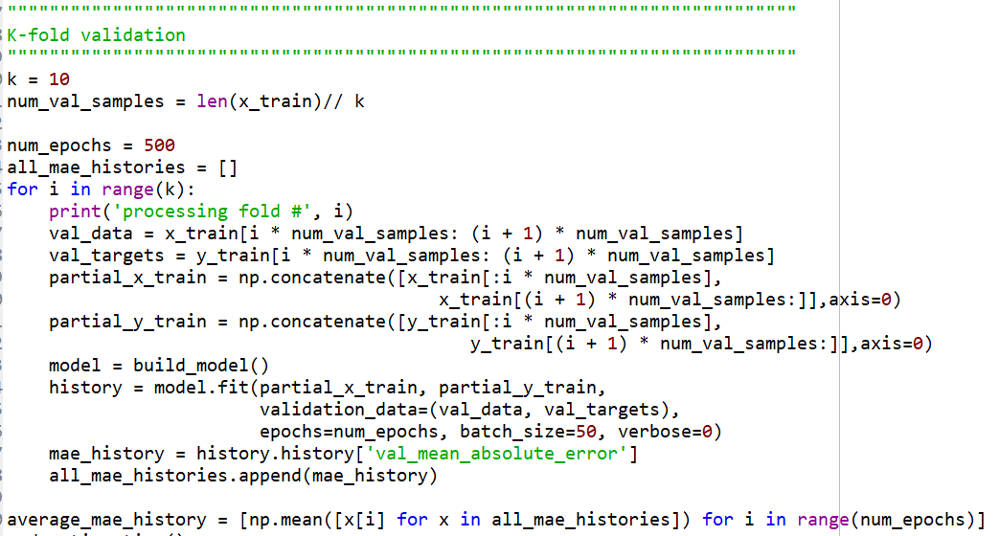 """"""""""""""""""""""""""""""""""""""""""""""""""""""""""""""""""""""""""""
K-fold validation
""""""""""""""""""""""""""""""""""""""""""""""""""""""""""""""""""""""""""""
k = 10
num_val_samples = len(x_train)// k
num_epochs = 500
all_mae_histories = []
for i in range(k):
    print('processing fold #', i)
    val_data = x_train[i * num_val_samples: (i + 1) * num_val_samples]
    val_targets = y_train[i * num_val_samples: (i + 1) * num_val_samples]
    partial_x_train = np.concatenate([x_train[:i * num_val_samples],
                                         x_train[(i + 1) * num_val_samples:]],axis=0)
    partial_y_train = np.concatenate([y_train[:i * num_val_samples],
                                            y_train[(i + 1) * num_val_samples:]],axis=0)
    model = build_model()
    history = model.fit(partial_x_train, partial_y_train,
                        validation_data=(val_data, val_targets),
                        epochs=num_epochs, batch_size=50, verbose=0)
    mae_history = history.history['val_mean_absolute_error']
    all_mae_histories.append(mae_history)
average_mae_history = [np.mean([x[i] for x in all_mae_histories]) for i in range(num_epochs)]